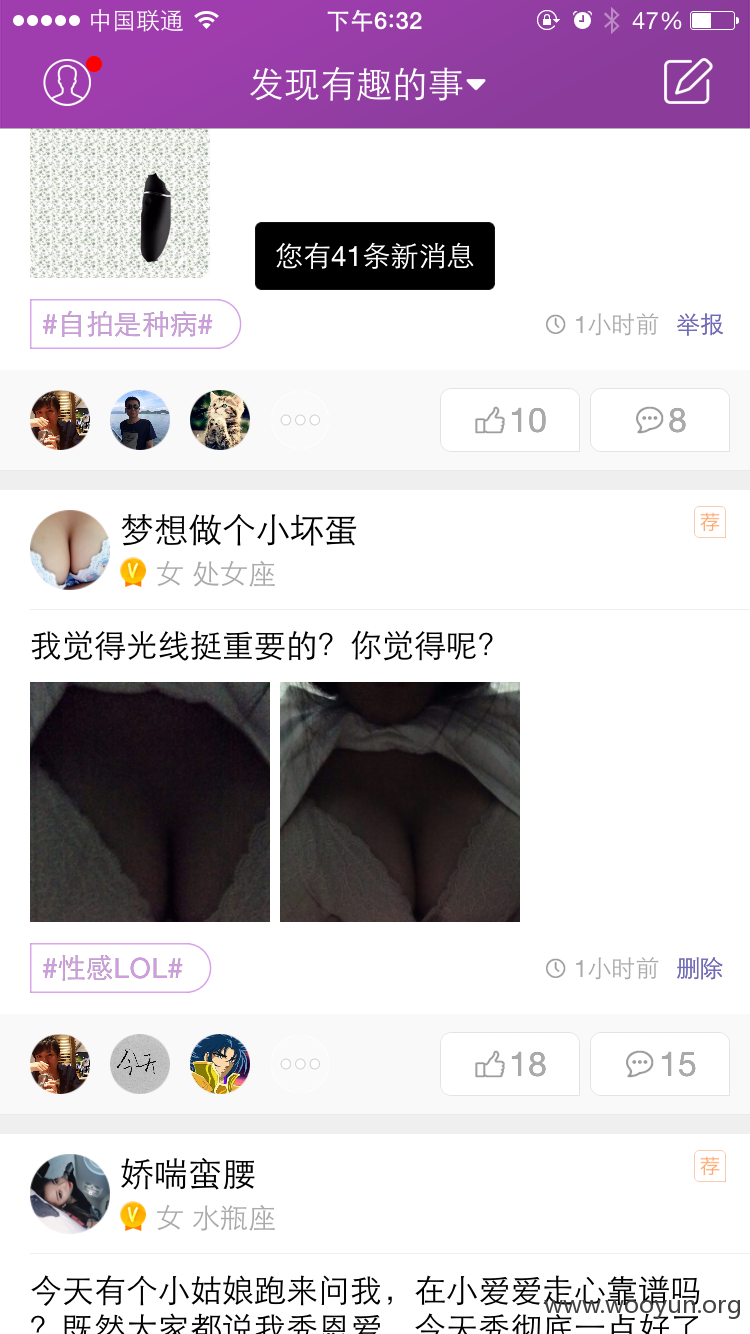 中国联通 下午6:32 47%
发现有趣的事
您有41条新消息
#自拍是种病# 1小时前 举报
10 8
梦想做个小坏蛋 荐
V 女 处女座
我觉得光线挺重要的？你觉得呢？
#性感LOL# 1小时前 删除
今天
18 15
娇喘蛮腰 荐
V 女 水瓶座
今天有个小姑娘跑来问我，在小爱爱走心靠谱吗
？既然大家都说我秀恩爱，今天秀彻底一点好了
www.wooyun.org